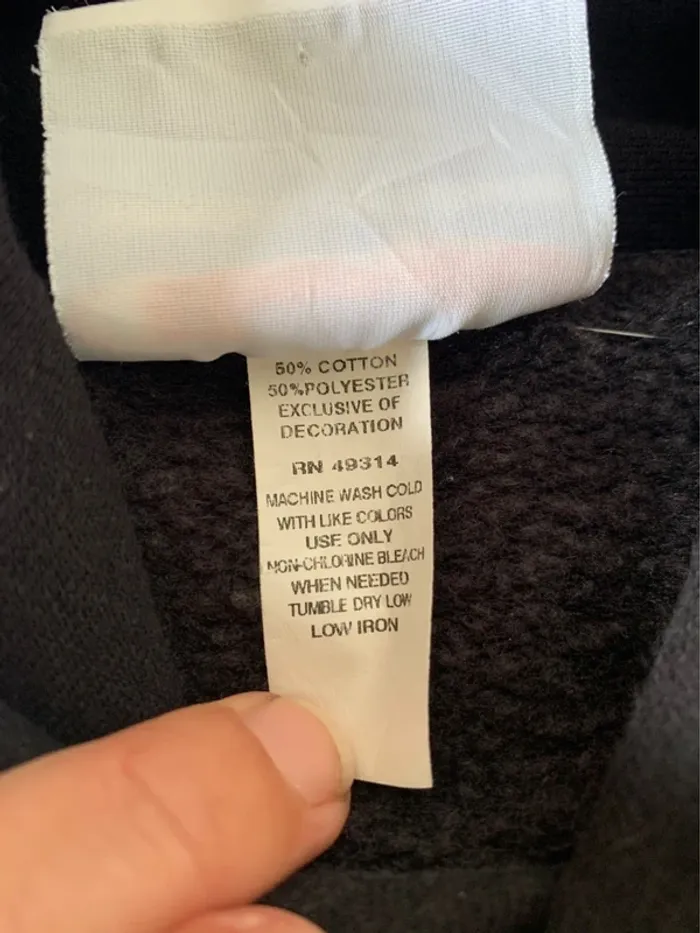 50% COTTON
50%POLYESTER
EXCLUSIVE OF
DECORATION
RN 49314
MACHINE WASH COLD
WITH LIKE COLORS
USE ONLY
NON-CHLORINE BLEACH
WHEN NEEDED
TUMBLE DRY LOW
LOW IRON